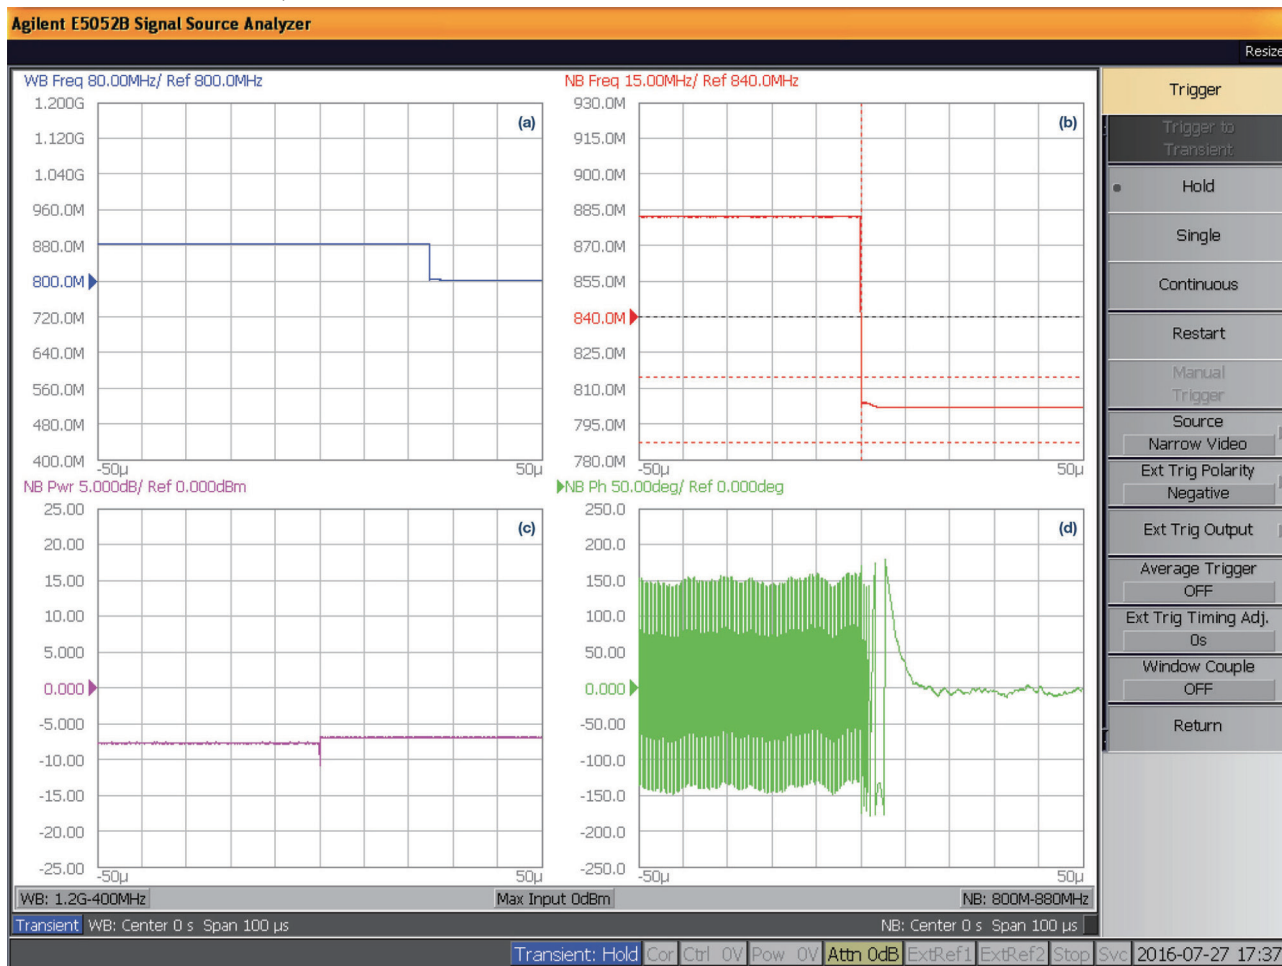 Agilent E5052B Signal Source Analyzer
Resize
WB Freq 80.00MHz/ Ref 800.0MHz
1.200G
1.120G
1.040G
960.0M
880.0M
800.0M
720.0M
640.0M
560.0M
480.0M
400.0M
-50μ
50μ
(a)
NB Freq 15.00MHz/ Ref 840.0MHz
930.0M
915.0M
900.0M
885.0M
870.0M
855.0M
840.0M
825.0M
810.0M
795.0M
780.0M
-50μ
50μ
(b)
NB Pwr 5.000dB/ Ref 0.000dBm
25.00
20.00
15.00
10.00
5.000
0.000
-5.000
-10.00
-15.00
-20.00
-25.00
-50μ
50μ
(c)
NB Ph 50.00deg/ Ref 0.000deg
250.0
200.0
150.0
100.0
50.00
0.000
-50.00
-100.0
-150.0
-200.0
-250.0
-50μ
50μ
(d)
Trigger
Trigger to
Transient
Hold
Single
Continuous
Restart
Manual
Trigger
Source
Narrow Video
Ext Trig Polarity
Negative
Ext Trig Output
Average Trigger
OFF
Ext Trig Timing Adj.
0s
Window Couple
OFF
Return
WB: 1.2G-400MHz
Max Input 0dBm
NB: 800M-880MHz
Transient WB: Center 0 s Span 100 μs
NB: Center 0 s Span 100 μs
Transient: Hold Cor Ctrl 0V Pow 0V Attn 0dB ExtRef1 ExtRef2 Stop Svc 2016-07-27 17:37